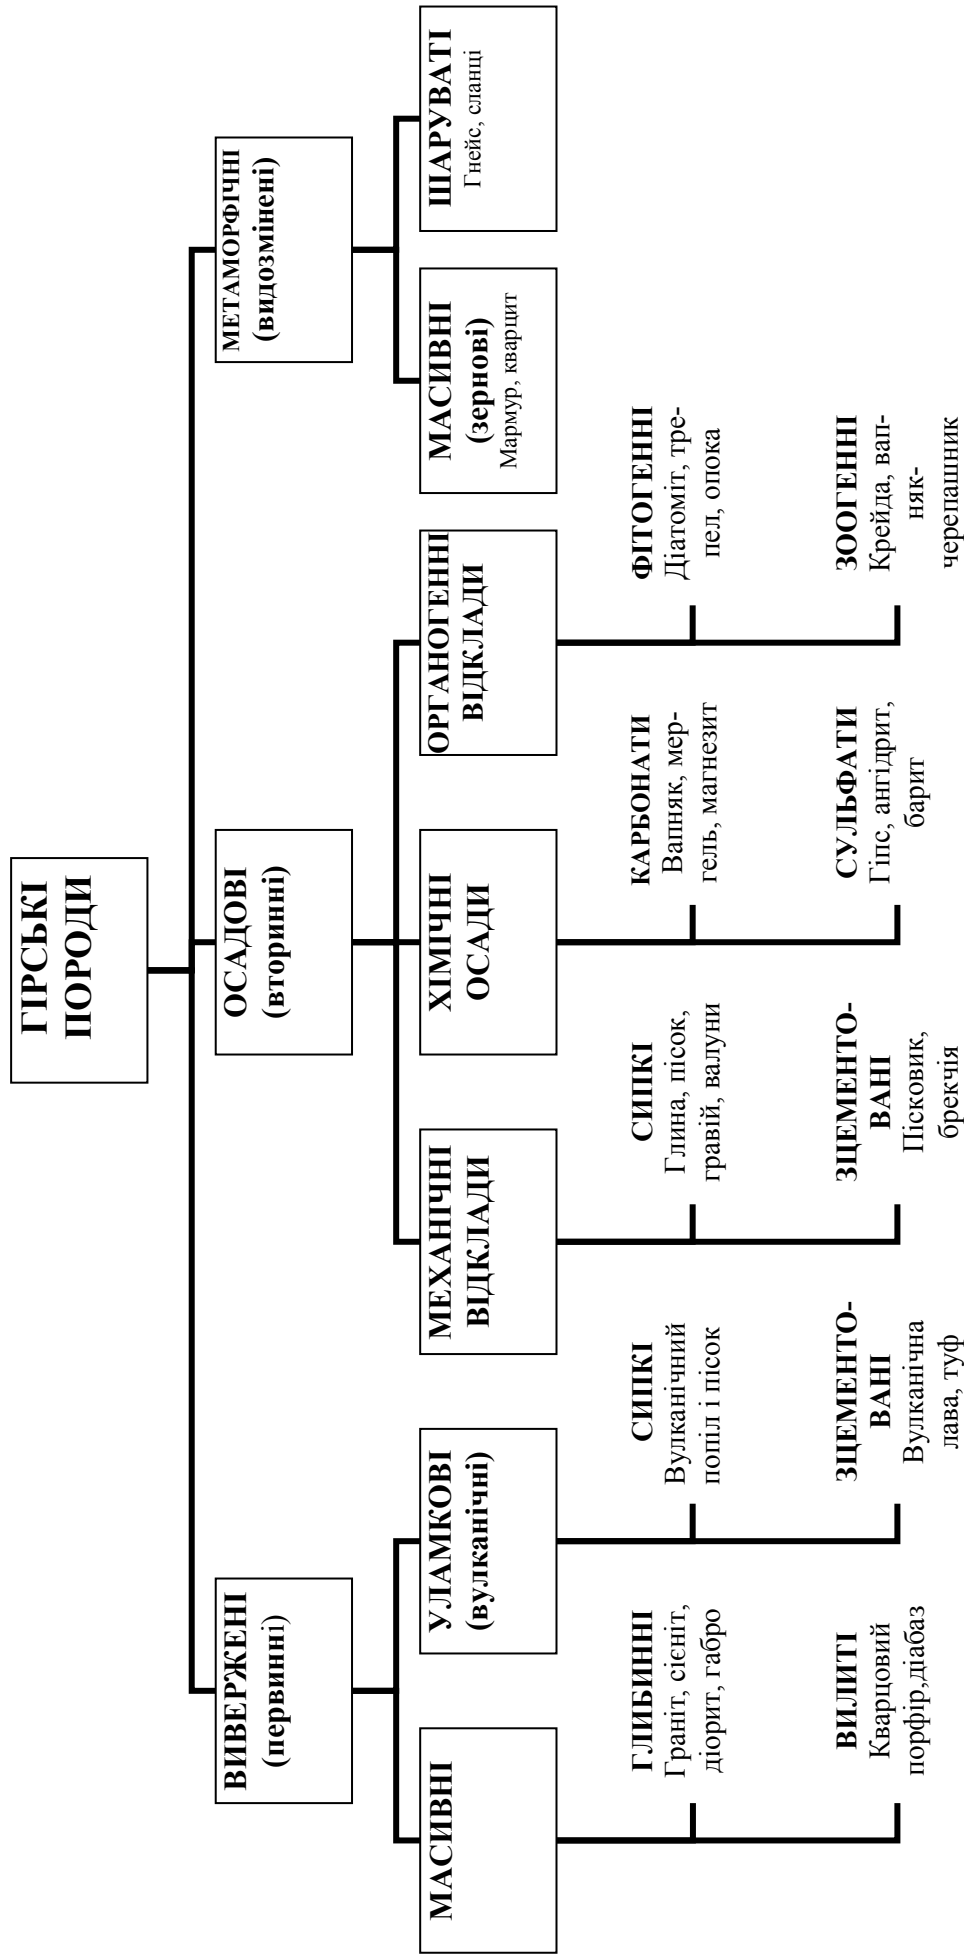 ГІРСЬКІ
ПОРОДИ
ВИВЕРЖЕНІ
(первинні)
ОСАДОВІ
(вторинні)
МЕТАМОРФІЧНІ
(видозмінені)
МАСИВНІ
УЛАМКОВІ
(вулканічні)
МЕХАНІЧНІ
ВІДКЛАДИ
ХІМІЧНІ
ОСАДИ
ОРГАНОГЕННІ
ВІДКЛАДИ
МАСИВНІ
(зернові)
Мармур, кварцит
ШАРУВАТІ
Гнейс, сланці
ГЛИБИННІ
Граніт, сієніт,
діорит, габро
СИПКІ
Вулканічний
попіл і пісок
СИПКІ
Глина, пісок,
гравій, валуни
КАРБОНАТИ
Вапняк, мер-
гель, магнезит
ФІТОГЕННІ
Діатоміт, тре-
пел, опока
ВИЛИТІ
Кварцовий
порфір,діабаз
ЗЦЕМЕНТО-
ВАНІ
Вулканічна
лава, туф
ЗЦЕМЕНТО-
ВАНІ
Пісковик,
брекчія
СУЛЬФАТИ
Гіпс, ангідрит,
барит
ЗООГЕННІ
Крейда, вап-
няк-
черепашник